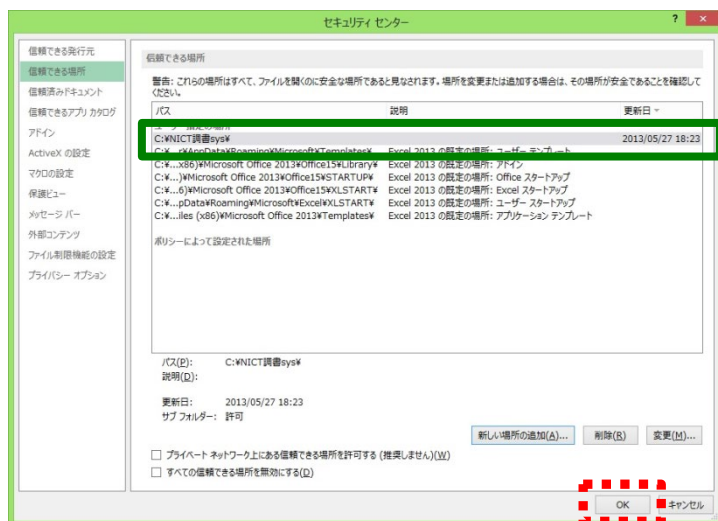 セキュリティ センター
? ×
信頼できる発行元
信頼できる場所
信頼済みドキュメント
信頼できるアプリ カタログ
アドイン
ActiveX の設定
マクロの設定
保護ビュー
メッセージ バー
外部コンテンツ
ファイル制限機能の設定
プライバシー オプション
信頼できる場所
警告: これらの場所はすべて、ファイルを開くのに安全な場所であると見なされます。場所を変更または追加する場合は、その場所が安全であることを確認して
ください。
パス 説明 更新日
ユーザー指定の場所
C:¥NICT調書sys¥ 2013/05/27 18:23
C:¥...r¥AppData¥Roaming¥Microsoft¥Templates¥ Excel 2013 の既定の場所: ユーザー テンプレート
C:¥...x86)¥Microsoft Office 2013¥Office15¥Library¥ Excel 2013 の既定の場所: アドイン
C:¥...)¥Microsoft Office 2013¥Office15¥STARTUP¥ Excel 2013 の既定の場所: Office スタートアップ
C:¥...6)¥Microsoft Office 2013¥Office15¥XLSTART¥ Excel 2013 の既定の場所: Excel スタートアップ
C:¥...pData¥Roaming¥Microsoft¥Excel¥XLSTART¥ Excel 2013 の既定の場所: ユーザー スタートアップ
C:¥...iles (x86)¥Microsoft Office 2013¥Templates¥ Excel 2013 の既定の場所: アプリケーション テンプレート
ポリシーによって設定された場所
パス(P): C:¥NICT調書sys¥
説明(D):
更新日: 2013/05/27 18:23
サブ フォルダー: 許可
新しい場所の追加(A)... 削除(R) 変更(M)...
プライベート ネットワーク上にある信頼できる場所を許可する (推奨しません)(W)
すべての信頼できる場所を無効にする(D)
OK キャンセル